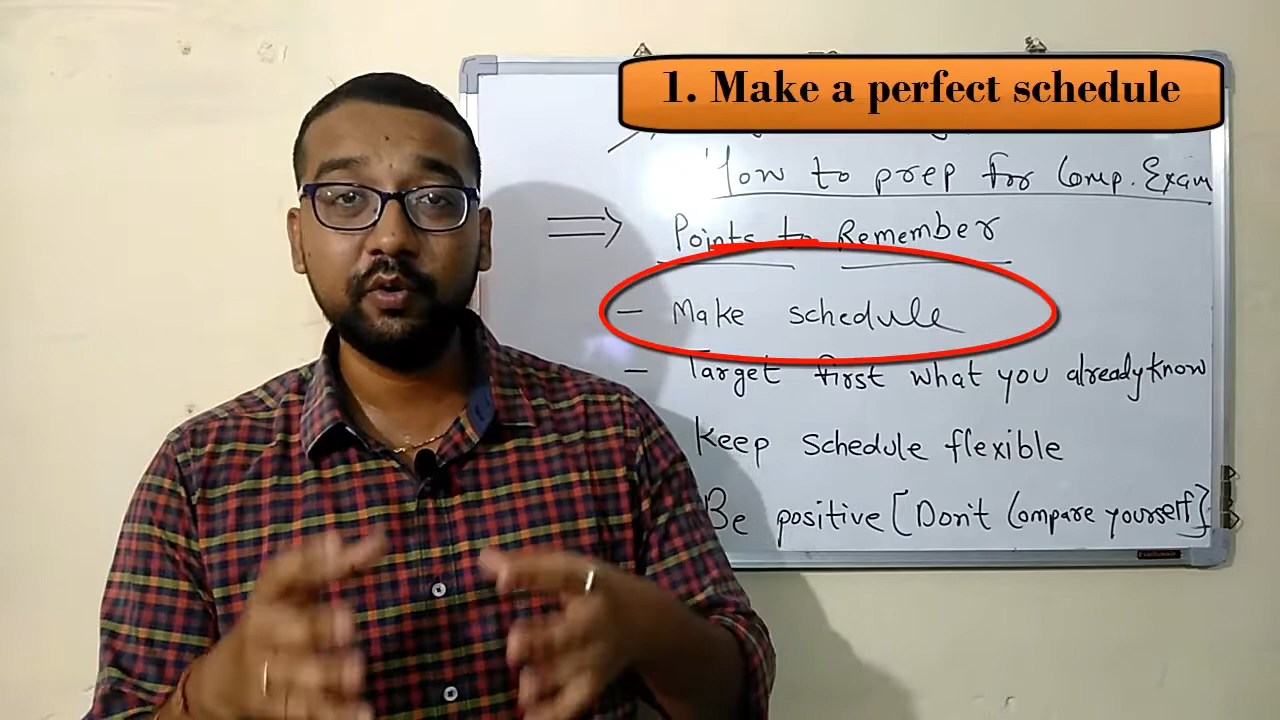 1. Make a perfect schedule
How to prep for Comp. Exam
Points to Remember
- Make schedule
- Target first what you already know
Keep schedule flexible
Be positive [Don't Compare yourself]